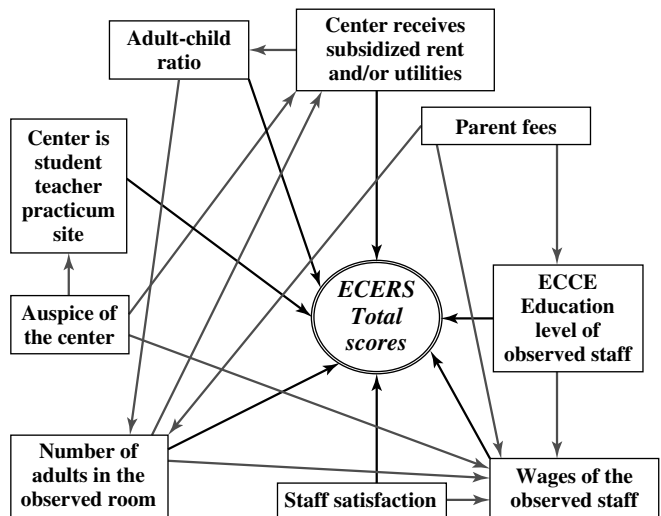 Adult-child
ratio
Center receives
subsidized rent
and/or utilities
Parent fees
Center is
student
teacher
practicum
site
ECERS
Total
scores
ECCE
Education
level of
observed staff
Auspice of
the center
Number of
adults in the
observed room
Staff satisfaction
Wages of the
observed staff